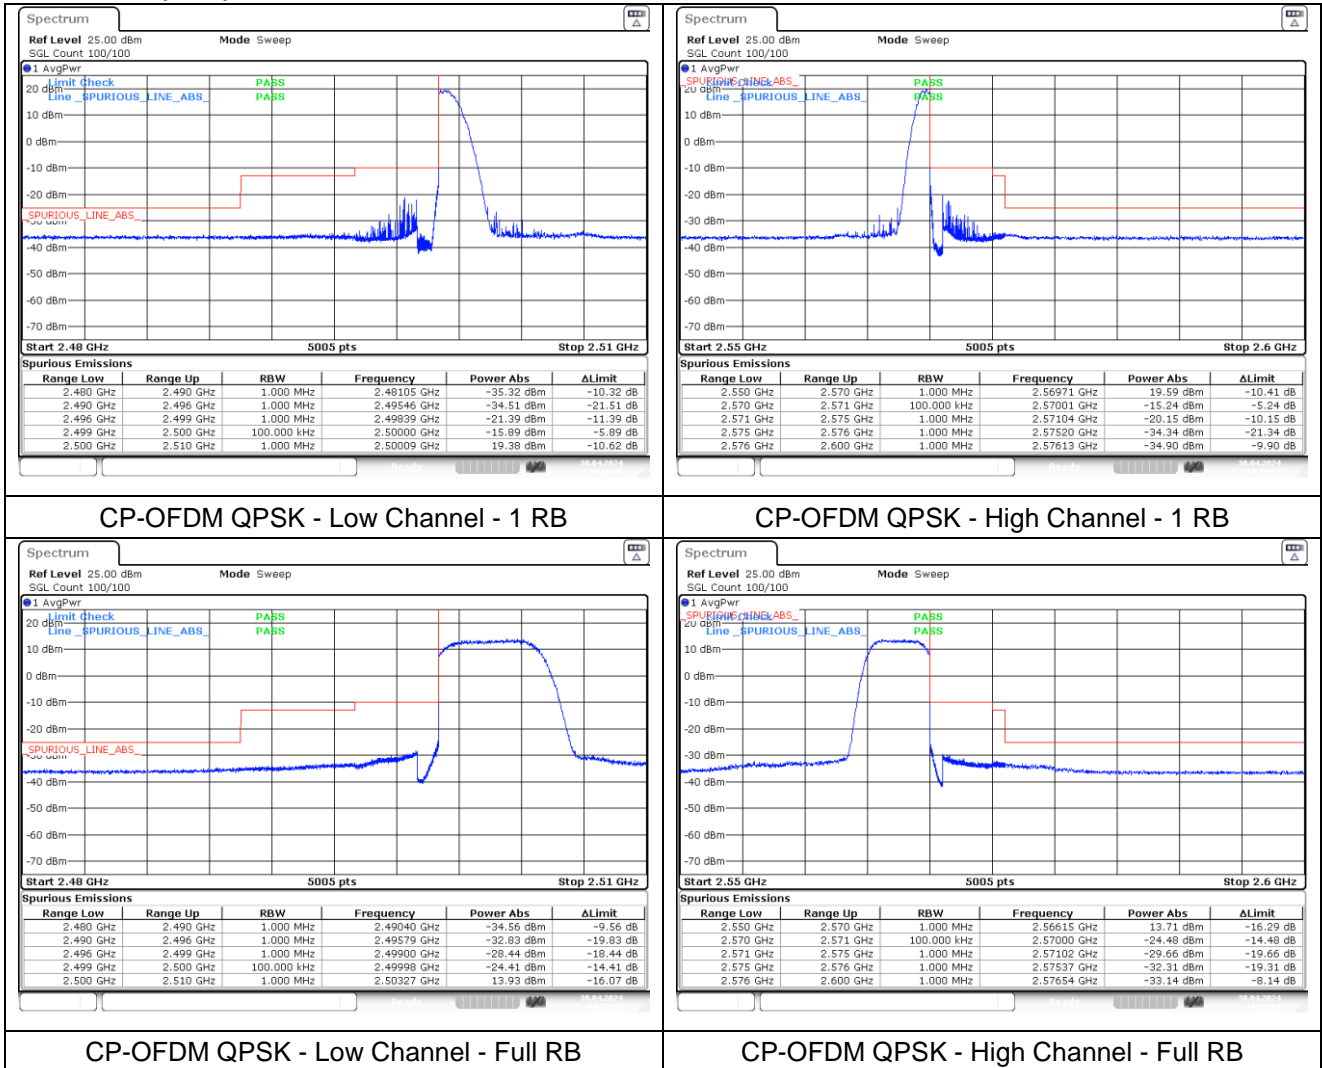 Spectrum
Ref Level 25.00 dBm Mode Sweep
SGL Count 100/100
1 AvgPwr
Limit Check PASS
20 dBm
Line _SPURIOUS_LINE_ABS_ PASS
10 dBm
0 dBm
-10 dBm
-20 dBm
_SPURIOUS_LINE_ABS_
-30 dBm
-40 dBm
-50 dBm
-60 dBm
-70 dBm
Start 2.48 GHz 5005 pts Stop 2.51 GHz
Spurious Emissions
Range Low Range Up RBW Frequency Power Abs ΔLimit
2.480 GHz 2.490 GHz 1.000 MHz 2.48105 GHz -35.32 dBm -10.32 dB
2.490 GHz 2.496 GHz 1.000 MHz 2.49546 GHz -34.51 dBm -21.51 dB
2.496 GHz 2.499 GHz 1.000 MHz 2.49839 GHz -21.39 dBm -11.39 dB
2.499 GHz 2.500 GHz 100.000 kHz 2.50000 GHz -15.89 dBm -5.89 dB
2.500 GHz 2.510 GHz 1.000 MHz 2.50009 GHz 19.38 dBm -10.62 dB
Ready 30.04.2024
CP-OFDM QPSK - Low Channel - 1 RB
Spectrum
Ref Level 25.00 dBm Mode Sweep
SGL Count 100/100
1 AvgPwr
_SPURIOUS_LINE_ABS_
Limit Check PASS
20 dBm
Line _SPURIOUS_LINE_ABS_ PASS
10 dBm
0 dBm
-10 dBm
-20 dBm
-30 dBm
-40 dBm
-50 dBm
-60 dBm
-70 dBm
Start 2.55 GHz 5005 pts Stop 2.6 GHz
Spurious Emissions
Range Low Range Up RBW Frequency Power Abs ΔLimit
2.550 GHz 2.570 GHz 1.000 MHz 2.56971 GHz 19.59 dBm -10.41 dB
2.570 GHz 2.571 GHz 100.000 kHz 2.57001 GHz -15.24 dBm -5.24 dB
2.571 GHz 2.575 GHz 1.000 MHz 2.57104 GHz -20.15 dBm -10.15 dB
2.575 GHz 2.576 GHz 1.000 MHz 2.57520 GHz -34.34 dBm -21.34 dB
2.576 GHz 2.600 GHz 1.000 MHz 2.57613 GHz -34.90 dBm -9.90 dB
Ready 30.04.2024
CP-OFDM QPSK - High Channel - 1 RB
Spectrum
Ref Level 25.00 dBm Mode Sweep
SGL Count 100/100
1 AvgPwr
Limit Check PASS
20 dBm
Line _SPURIOUS_LINE_ABS_ PASS
10 dBm
0 dBm
-10 dBm
-20 dBm
_SPURIOUS_LINE_ABS_
-30 dBm
-40 dBm
-50 dBm
-60 dBm
-70 dBm
Start 2.48 GHz 5005 pts Stop 2.51 GHz
Spurious Emissions
Range Low Range Up RBW Frequency Power Abs ΔLimit
2.480 GHz 2.490 GHz 1.000 MHz 2.49040 GHz -34.56 dBm -9.56 dB
2.490 GHz 2.496 GHz 1.000 MHz 2.49579 GHz -32.83 dBm -19.83 dB
2.496 GHz 2.499 GHz 1.000 MHz 2.49900 GHz -28.44 dBm -18.44 dB
2.499 GHz 2.500 GHz 100.000 kHz 2.49998 GHz -24.41 dBm -14.41 dB
2.500 GHz 2.510 GHz 1.000 MHz 2.50327 GHz 13.93 dBm -16.07 dB
Ready 30.04.2024
CP-OFDM QPSK - Low Channel - Full RB
Spectrum
Ref Level 25.00 dBm Mode Sweep
SGL Count 100/100
1 AvgPwr
_SPURIOUS_LINE_ABS_
Limit Check PASS
20 dBm
Line _SPURIOUS_LINE_ABS_ PASS
10 dBm
0 dBm
-10 dBm
-20 dBm
-30 dBm
-40 dBm
-50 dBm
-60 dBm
-70 dBm
Start 2.55 GHz 5005 pts Stop 2.6 GHz
Spurious Emissions
Range Low Range Up RBW Frequency Power Abs ΔLimit
2.550 GHz 2.570 GHz 1.000 MHz 2.56615 GHz 13.71 dBm -16.29 dB
2.570 GHz 2.571 GHz 100.000 kHz 2.57000 GHz -24.48 dBm -14.48 dB
2.571 GHz 2.575 GHz 1.000 MHz 2.57102 GHz -29.66 dBm -19.66 dB
2.575 GHz 2.576 GHz 1.000 MHz 2.57537 GHz -32.31 dBm -19.31 dB
2.576 GHz 2.600 GHz 1.000 MHz 2.57654 GHz -33.14 dBm -8.14 dB
Ready 30.04.2024
CP-OFDM QPSK - High Channel - Full RB